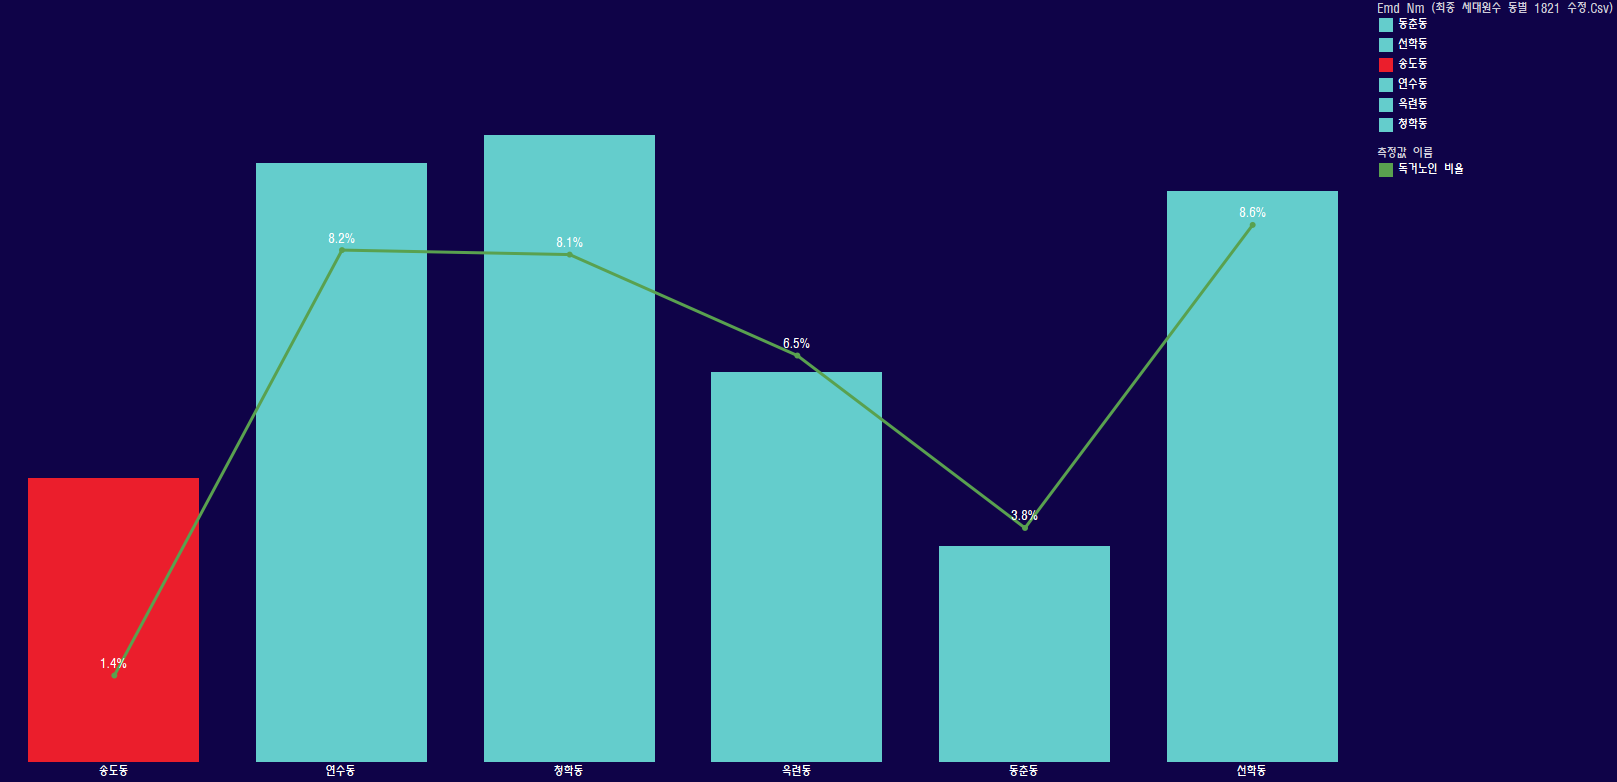 Emd Nm (최종 세대원수 동별 1821 수정.Csv)
동춘동
선학동
송도동
연수동
옥련동
청학동
측정값 이름
독거노인 비율
8.2%
8.1%
8.6%
6.5%
3.8%
1.4%
송도동
연수동
청학동
옥련동
동춘동
선학동